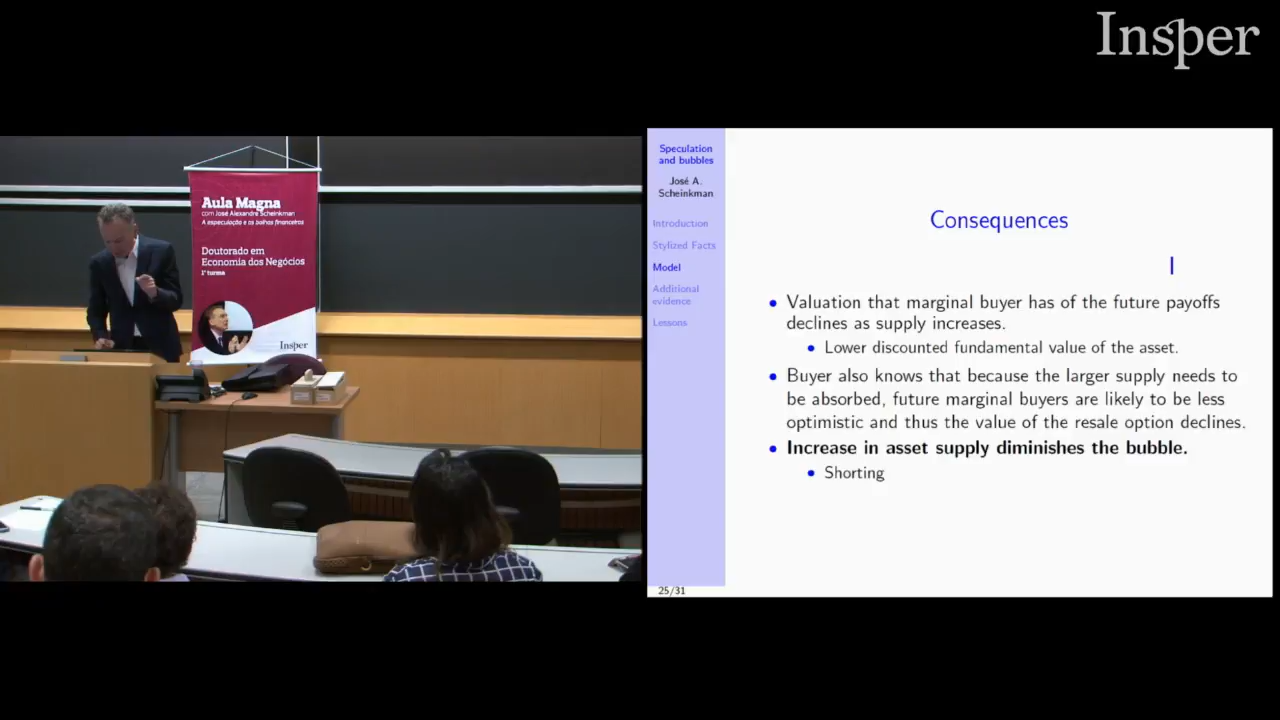 Insper
Aula Magna
com José Alexandre Scheinkman
A especulação e as bolhas financeiras
Doutorado em
Economia dos Negócios
1ª turma
Insper
Speculation
and bubbles
José A.
Scheinkman
Introduction
Stylized Facts
Model
Additional
evidence
Lessons
Consequences
• Valuation that marginal buyer has of the future payoffs
declines as supply increases.
• Lower discounted fundamental value of the asset.
• Buyer also knows that because the larger supply needs to
be absorbed, future marginal buyers are likely to be less
optimistic and thus the value of the resale option declines.
• Increase in asset supply diminishes the bubble.
• Shorting
25/31